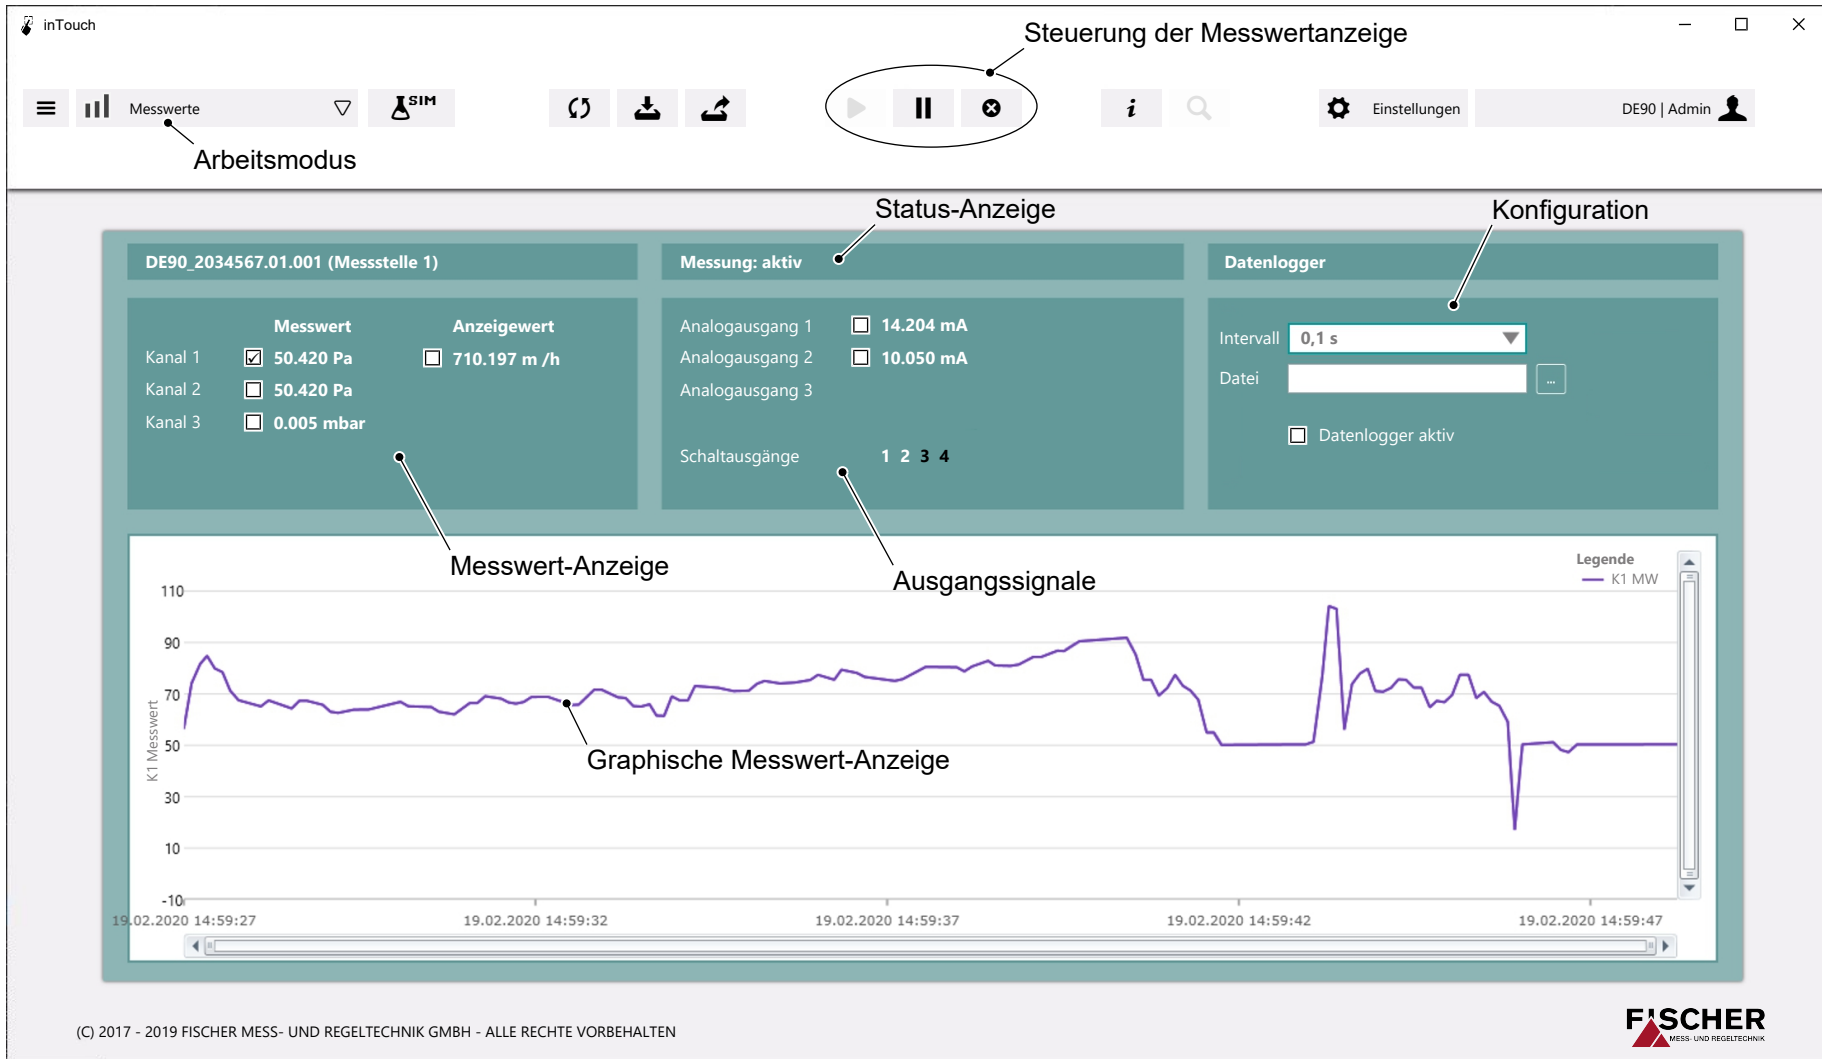 inTouch
Steuerung der Messwertanzeige
Messwerte
SIM
i
Einstellungen
DE90 | Admin
Arbeitsmodus
Status-Anzeige
Konfiguration
DE90_2034567.01.001 (Messstelle 1)
Messung: aktiv
Datenlogger
Messwert Anzeigewert
Kanal 1 50.420 Pa 710.197 m /h
Kanal 2 50.420 Pa
Kanal 3 0.005 mbar
Analogausgang 1 14.204 mA
Analogausgang 2 10.050 mA
Analogausgang 3
Schaltausgänge 1 2 3 4
Intervall 0,1 s
Datei ...
Datenlogger aktiv
Messwert-Anzeige
Ausgangssignale
Legende
K1 MW
110
90
70
50
30
10
-10
K1 Messwert
Graphische Messwert-Anzeige
19.02.2020 14:59:27 19.02.2020 14:59:32 19.02.2020 14:59:37 19.02.2020 14:59:42 19.02.2020 14:59:47
(C) 2017 - 2019 FISCHER MESS- UND REGELTECHNIK GMBH - ALLE RECHTE VORBEHALTEN
FISCHER
MESS- UND REGELTECHNIK